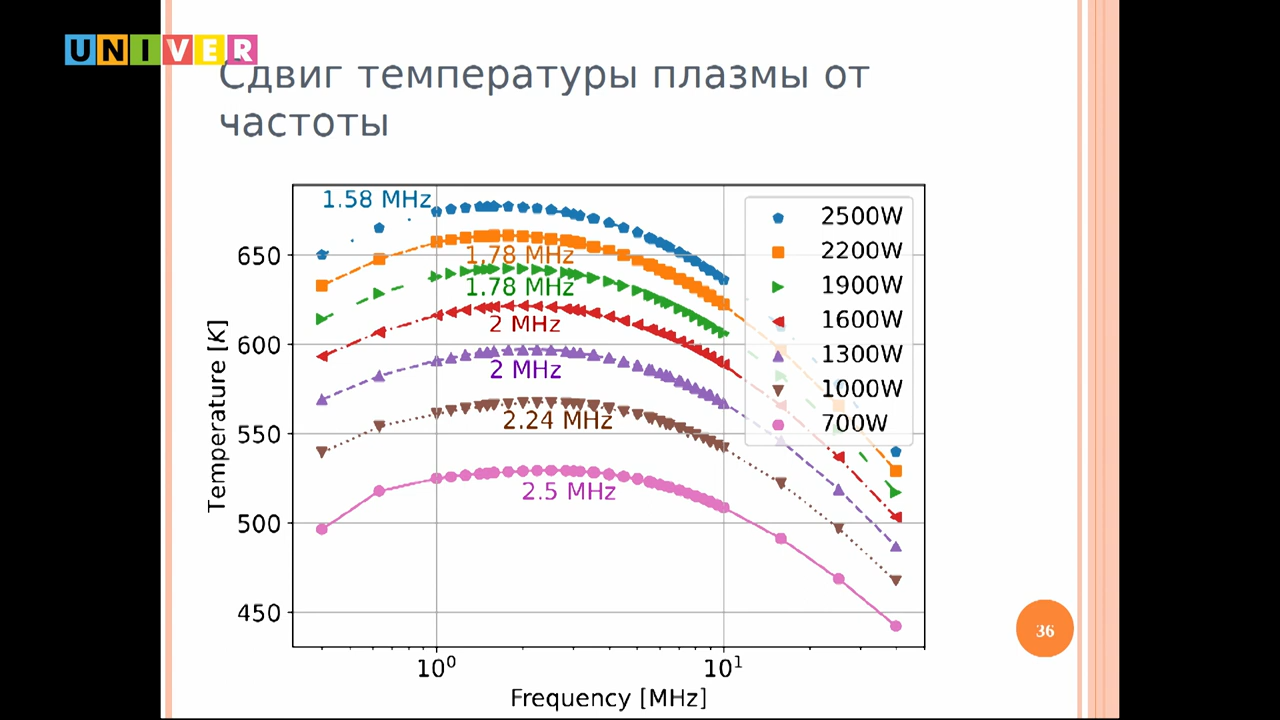 UNIVER
Сдвиг температуры плазмы от
частоты
1.58 MHz
1.78 MHz
1.78 MHz
2 MHz
2 MHz
2.24 MHz
2.5 MHz
2500W
2200W
1900W
1600W
1300W
1000W
700W
650
600
550
500
450
Temperature [K]
10⁰
10¹
Frequency [MHz]
36